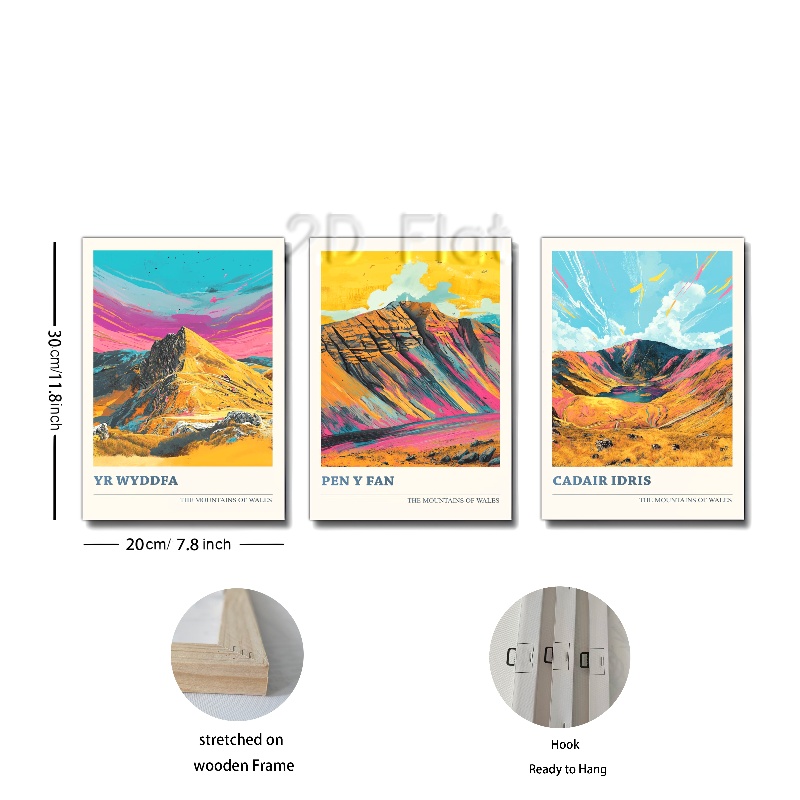 2D Flat
30cm/11.8inch
YR WYDDFA
THE MOUNTAINS OF WALES
PEN Y FAN
THE MOUNTAINS OF WALES
CADAIR IDRIS
THE MOUNTAINS OF WALES
20cm/ 7.8 inch
stretched on
wooden Frame
Hook
Ready to Hang